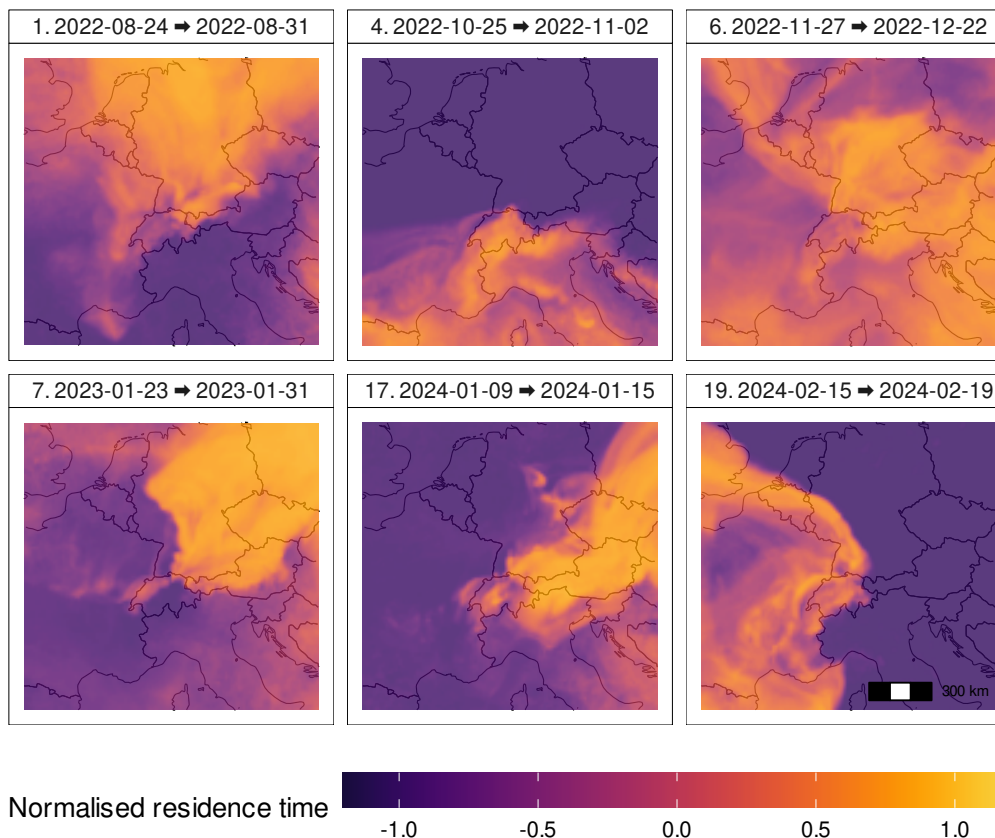 1. 2022-08-24 ➡ 2022-08-31
4. 2022-10-25 ➡ 2022-11-02
6. 2022-11-27 ➡ 2022-12-22
7. 2023-01-23 ➡ 2023-01-31
17. 2024-01-09 ➡ 2024-01-15
19. 2024-02-15 ➡ 2024-02-19
300 km
Normalised residence time
-1.0 -0.5 0.0 0.5 1.0